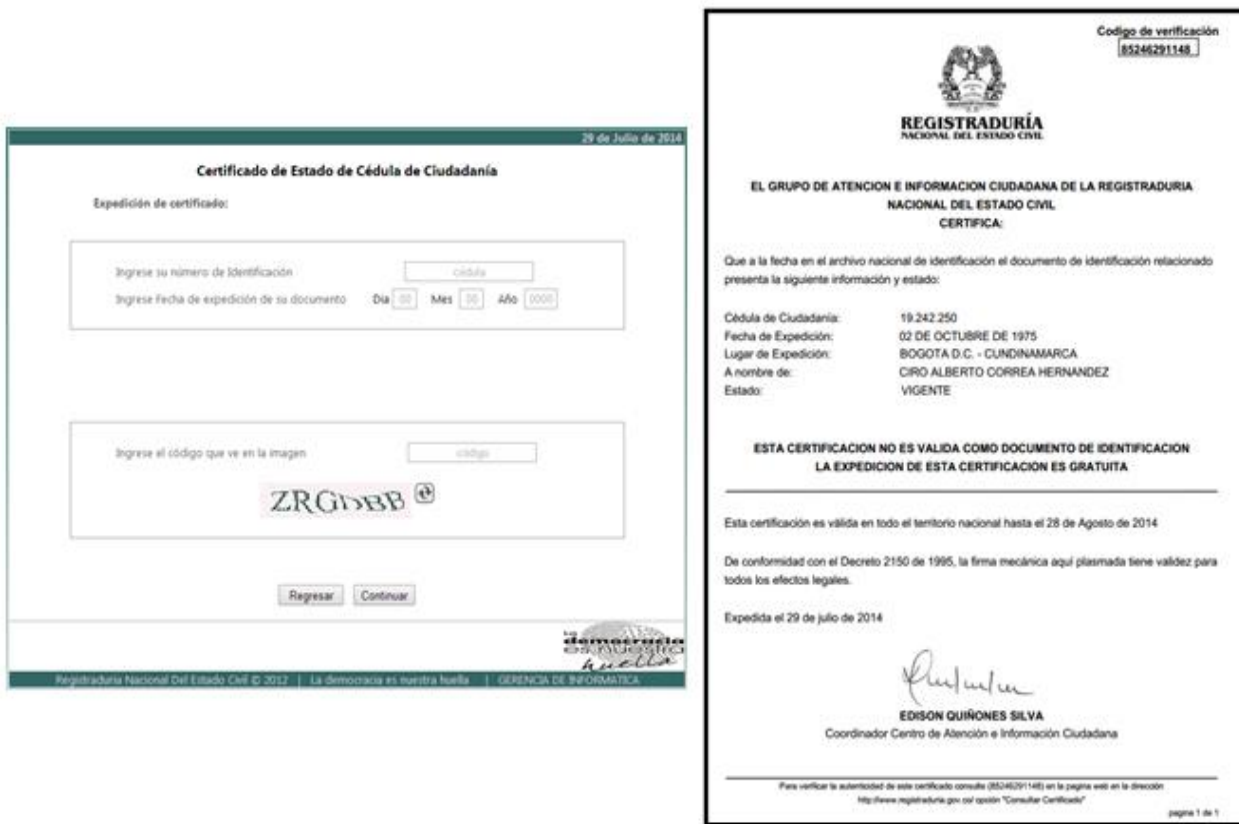 29 de Julio de 2014
Certificado de Estado de Cédula de Ciudadanía
Expedición de certificado:
Ingrese su número de Identificación cédula
Ingrese Fecha de expedición de su documento Día 00 Mes 00 Año 0000
Ingrese el código que ve en la imagen código
ZRGDBB
Regresar Continuar
la
democracia
es nuestra
huella
Registraduría Nacional Del Estado Civil © 2012 | La democracia es nuestra huella | GERENCIA DE INFORMATICA
Codigo de verificación
85246291148
REGISTRADURÍA
NACIONAL DEL ESTADO CIVIL
EL GRUPO DE ATENCION E INFORMACION CIUDADANA DE LA REGISTRADURIA
NACIONAL DEL ESTADO CIVIL
CERTIFICA:
Que a la fecha en el archivo nacional de identificación el documento de identificación relacionado
presenta la siguiente información y estado:
Cédula de Ciudadanía: 19.242.250
Fecha de Expedición: 02 DE OCTUBRE DE 1975
Lugar de Expedición: BOGOTA D.C. - CUNDINAMARCA
A nombre de: CIRO ALBERTO CORREA HERNANDEZ
Estado: VIGENTE
ESTA CERTIFICACION NO ES VALIDA COMO DOCUMENTO DE IDENTIFICACION
LA EXPEDICION DE ESTA CERTIFICACION ES GRATUITA
Esta certificación es válida en todo el territorio nacional hasta el 28 de Agosto de 2014
De conformidad con el Decreto 2150 de 1995, la firma mecánica aquí plasmada tiene validez para
todos los efectos legales.
Expedida el 29 de julio de 2014
EDISON QUIÑONES SILVA
Coordinador Centro de Atención e Información Ciudadana
Para verificar la autenticidad de este certificado consulte (85246291148) en la pagina web en la dirección
http://www.registraduria.gov.co/ opción "Consultar Certificado"
pagina 1 de 1